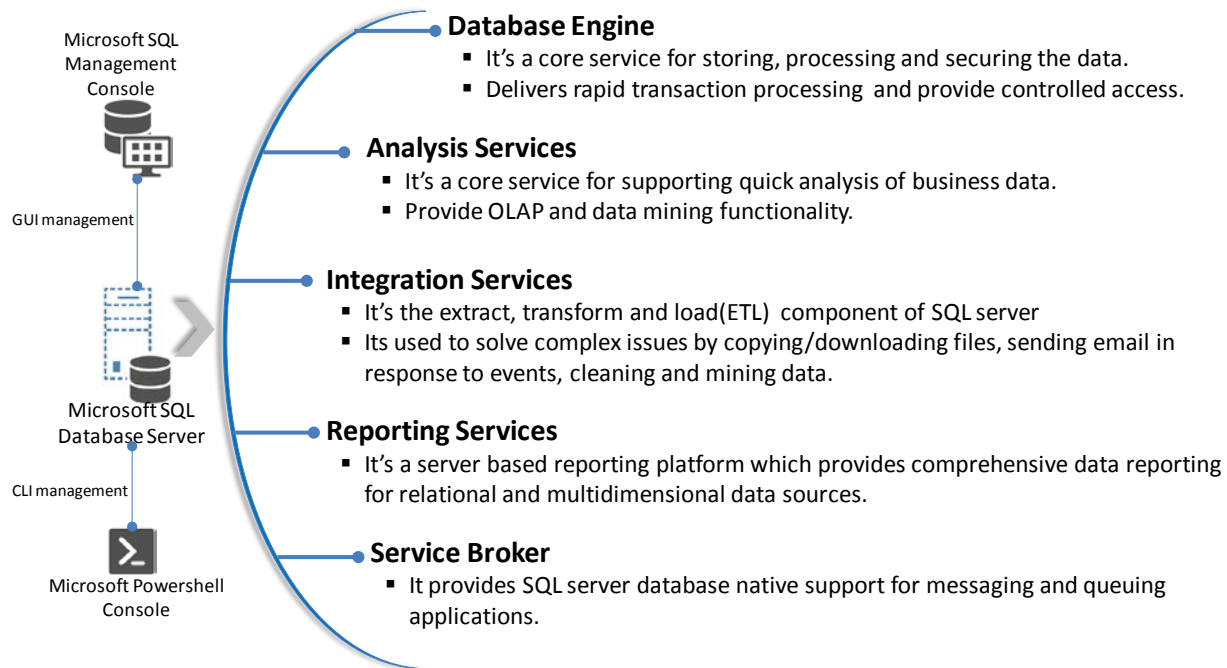 Microsoft SQL
Management
Console
GUI management
Microsoft SQL
Database Server
CLI management
Microsoft Powershell
Console
Database Engine
▪ It's a core service for storing, processing and securing the data.
▪ Delivers rapid transaction processing and provide controlled access.
Analysis Services
▪ It's a core service for supporting quick analysis of business data.
▪ Provide OLAP and data mining functionality.
Integration Services
▪ It's the extract, transform and load(ETL) component of SQL server
▪ Its used to solve complex issues by copying/downloading files, sending email in
response to events, cleaning and mining data.
Reporting Services
▪ It's a server based reporting platform which provides comprehensive data reporting
for relational and multidimensional data sources.
Service Broker
▪ It provides SQL server database native support for messaging and queuing
applications.